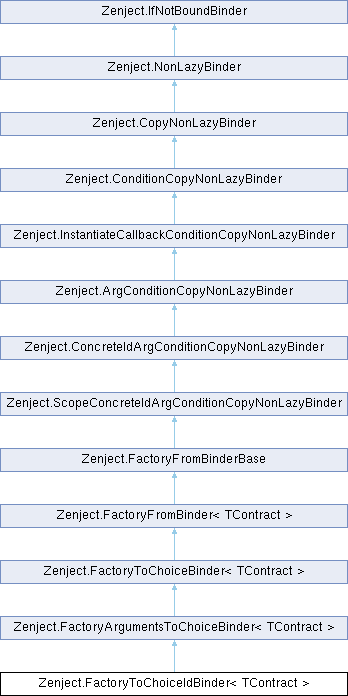 Zenject.IfNotBoundBinder
Zenject.NonLazyBinder
Zenject.CopyNonLazyBinder
Zenject.ConditionCopyNonLazyBinder
Zenject.InstantiateCallbackConditionCopyNonLazyBinder
Zenject.ArgConditionCopyNonLazyBinder
Zenject.ConcreteIdArgConditionCopyNonLazyBinder
Zenject.ScopeConcreteIdArgConditionCopyNonLazyBinder
Zenject.FactoryFromBinderBase
Zenject.FactoryFromBinder< TContract >
Zenject.FactoryToChoiceBinder< TContract >
Zenject.FactoryArgumentsToChoiceBinder< TContract >
Zenject.FactoryToChoiceIdBinder< TContract >